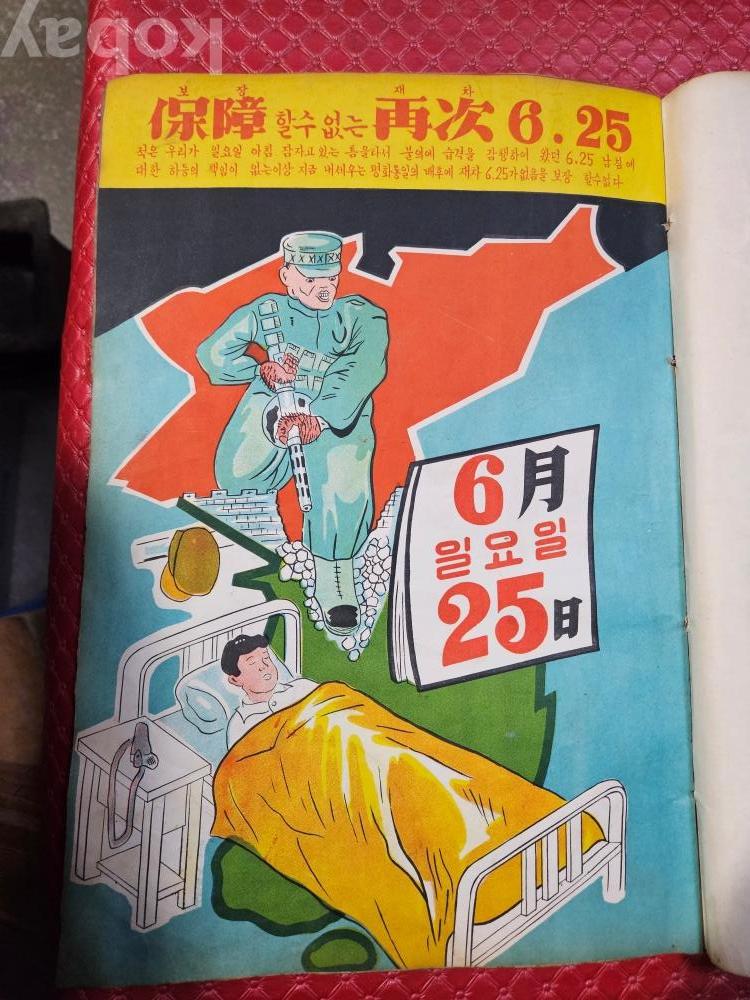 kobay
보장 재차
保障 할수 없는 再次 6.25
적은 우리가 일요일 아침 잠자고 있는 틈을 타서 불의에 습격을 감행하여 왔던 6.25 남침에
대한 하등의 책임이 없는 이상 지금 버세우는 평화통일의 배후에 재차 6.25가 없음을 보장 할수없다
6月
일요일
25日